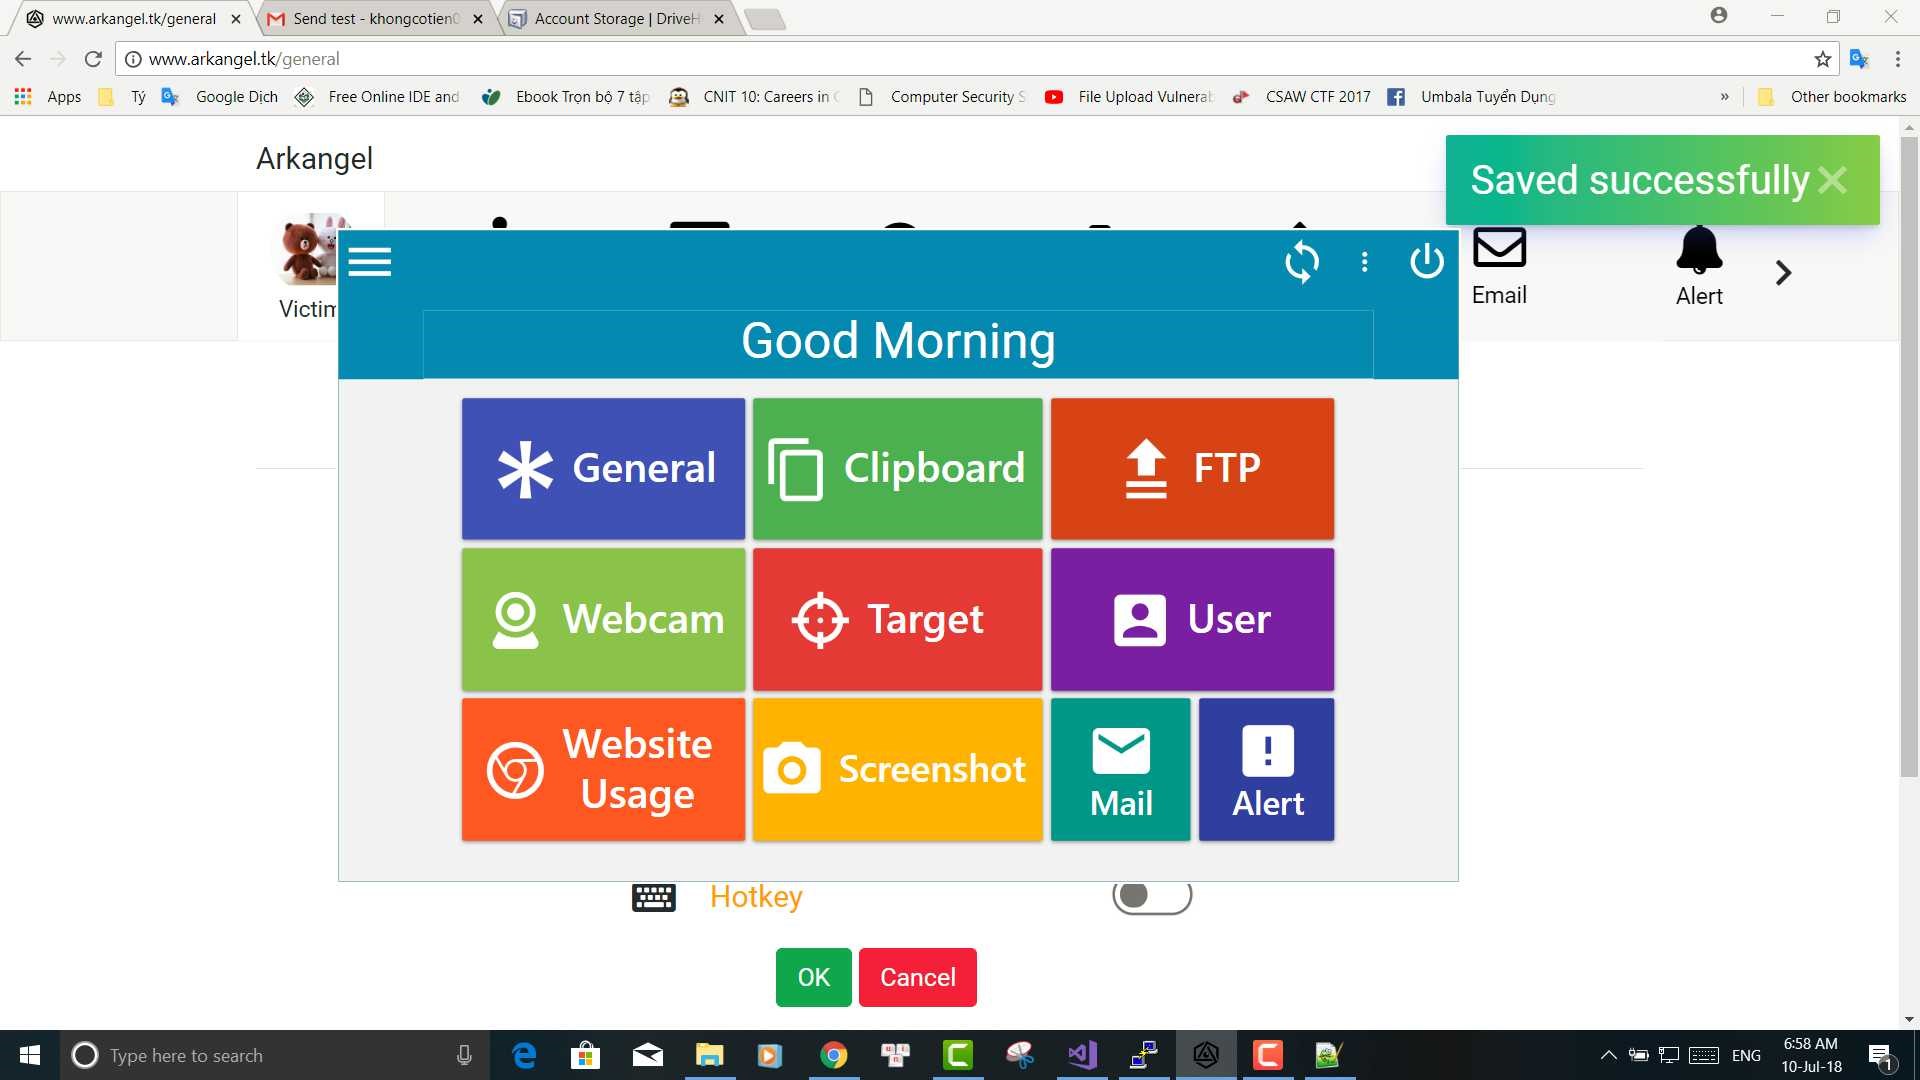 www.arkangel.tk/general
Send test - khongcotien
Account Storage | DriveH
www.arkangel.tk/general
Apps
Tý
Google Dịch
Free Online IDE and
Ebook Trọn bộ 7 tập
CNIT 10: Careers in
Computer Security S
File Upload Vulnerab
CSAW CTF 2017
Umbala Tuyển Dụng
»
Other bookmarks
Arkangel
Saved successfully
Victim
Email
Alert
Good Morning
General
Clipboard
FTP
Webcam
Target
User
Website
Usage
Screenshot
Mail
Alert
Hotkey
OK
Cancel
Type here to search
ENG
6:58 AM
10-Jul-18
1